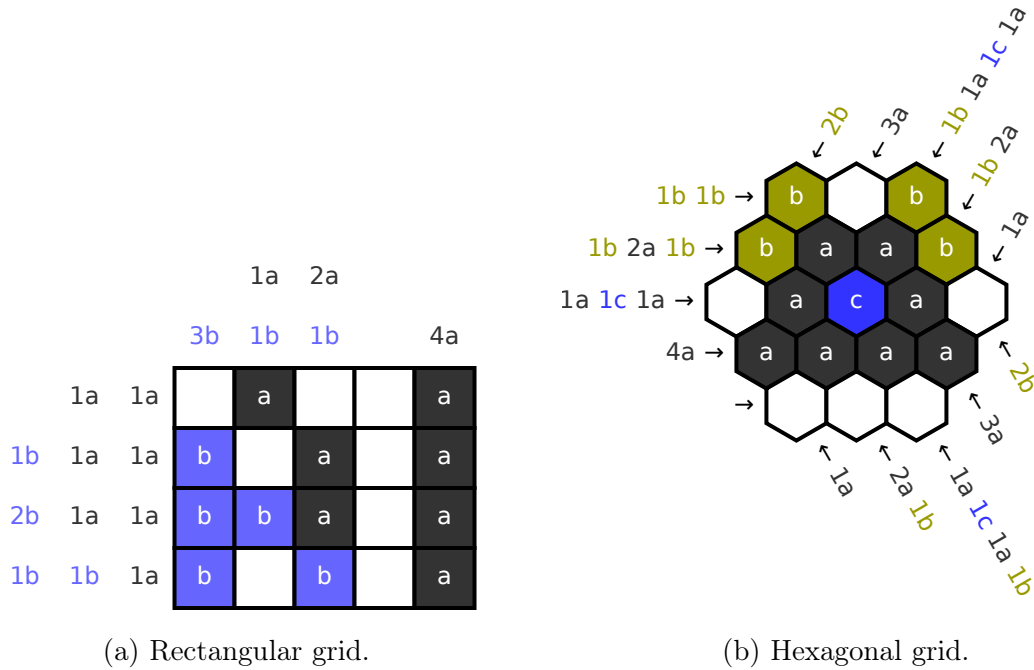 1a 2a
3b 1b 1b 4a
1a 1a a a
1b 1a 1a b a a
2b 1a 1a b b a a
1b 1b 1a b b a
(a) Rectangular grid.
← 2b
← 3a
← 1b 1a 1c 1a
← 1b 2a
← 1a
1b 1b → b b
1b 2a 1b → b a a b
1a 1c 1a → a c a
4a → a a a a
→
← 1a
← 2a 1b
← 1a 1c 1a 1b
← 3a
← 2b
(b) Hexagonal grid.